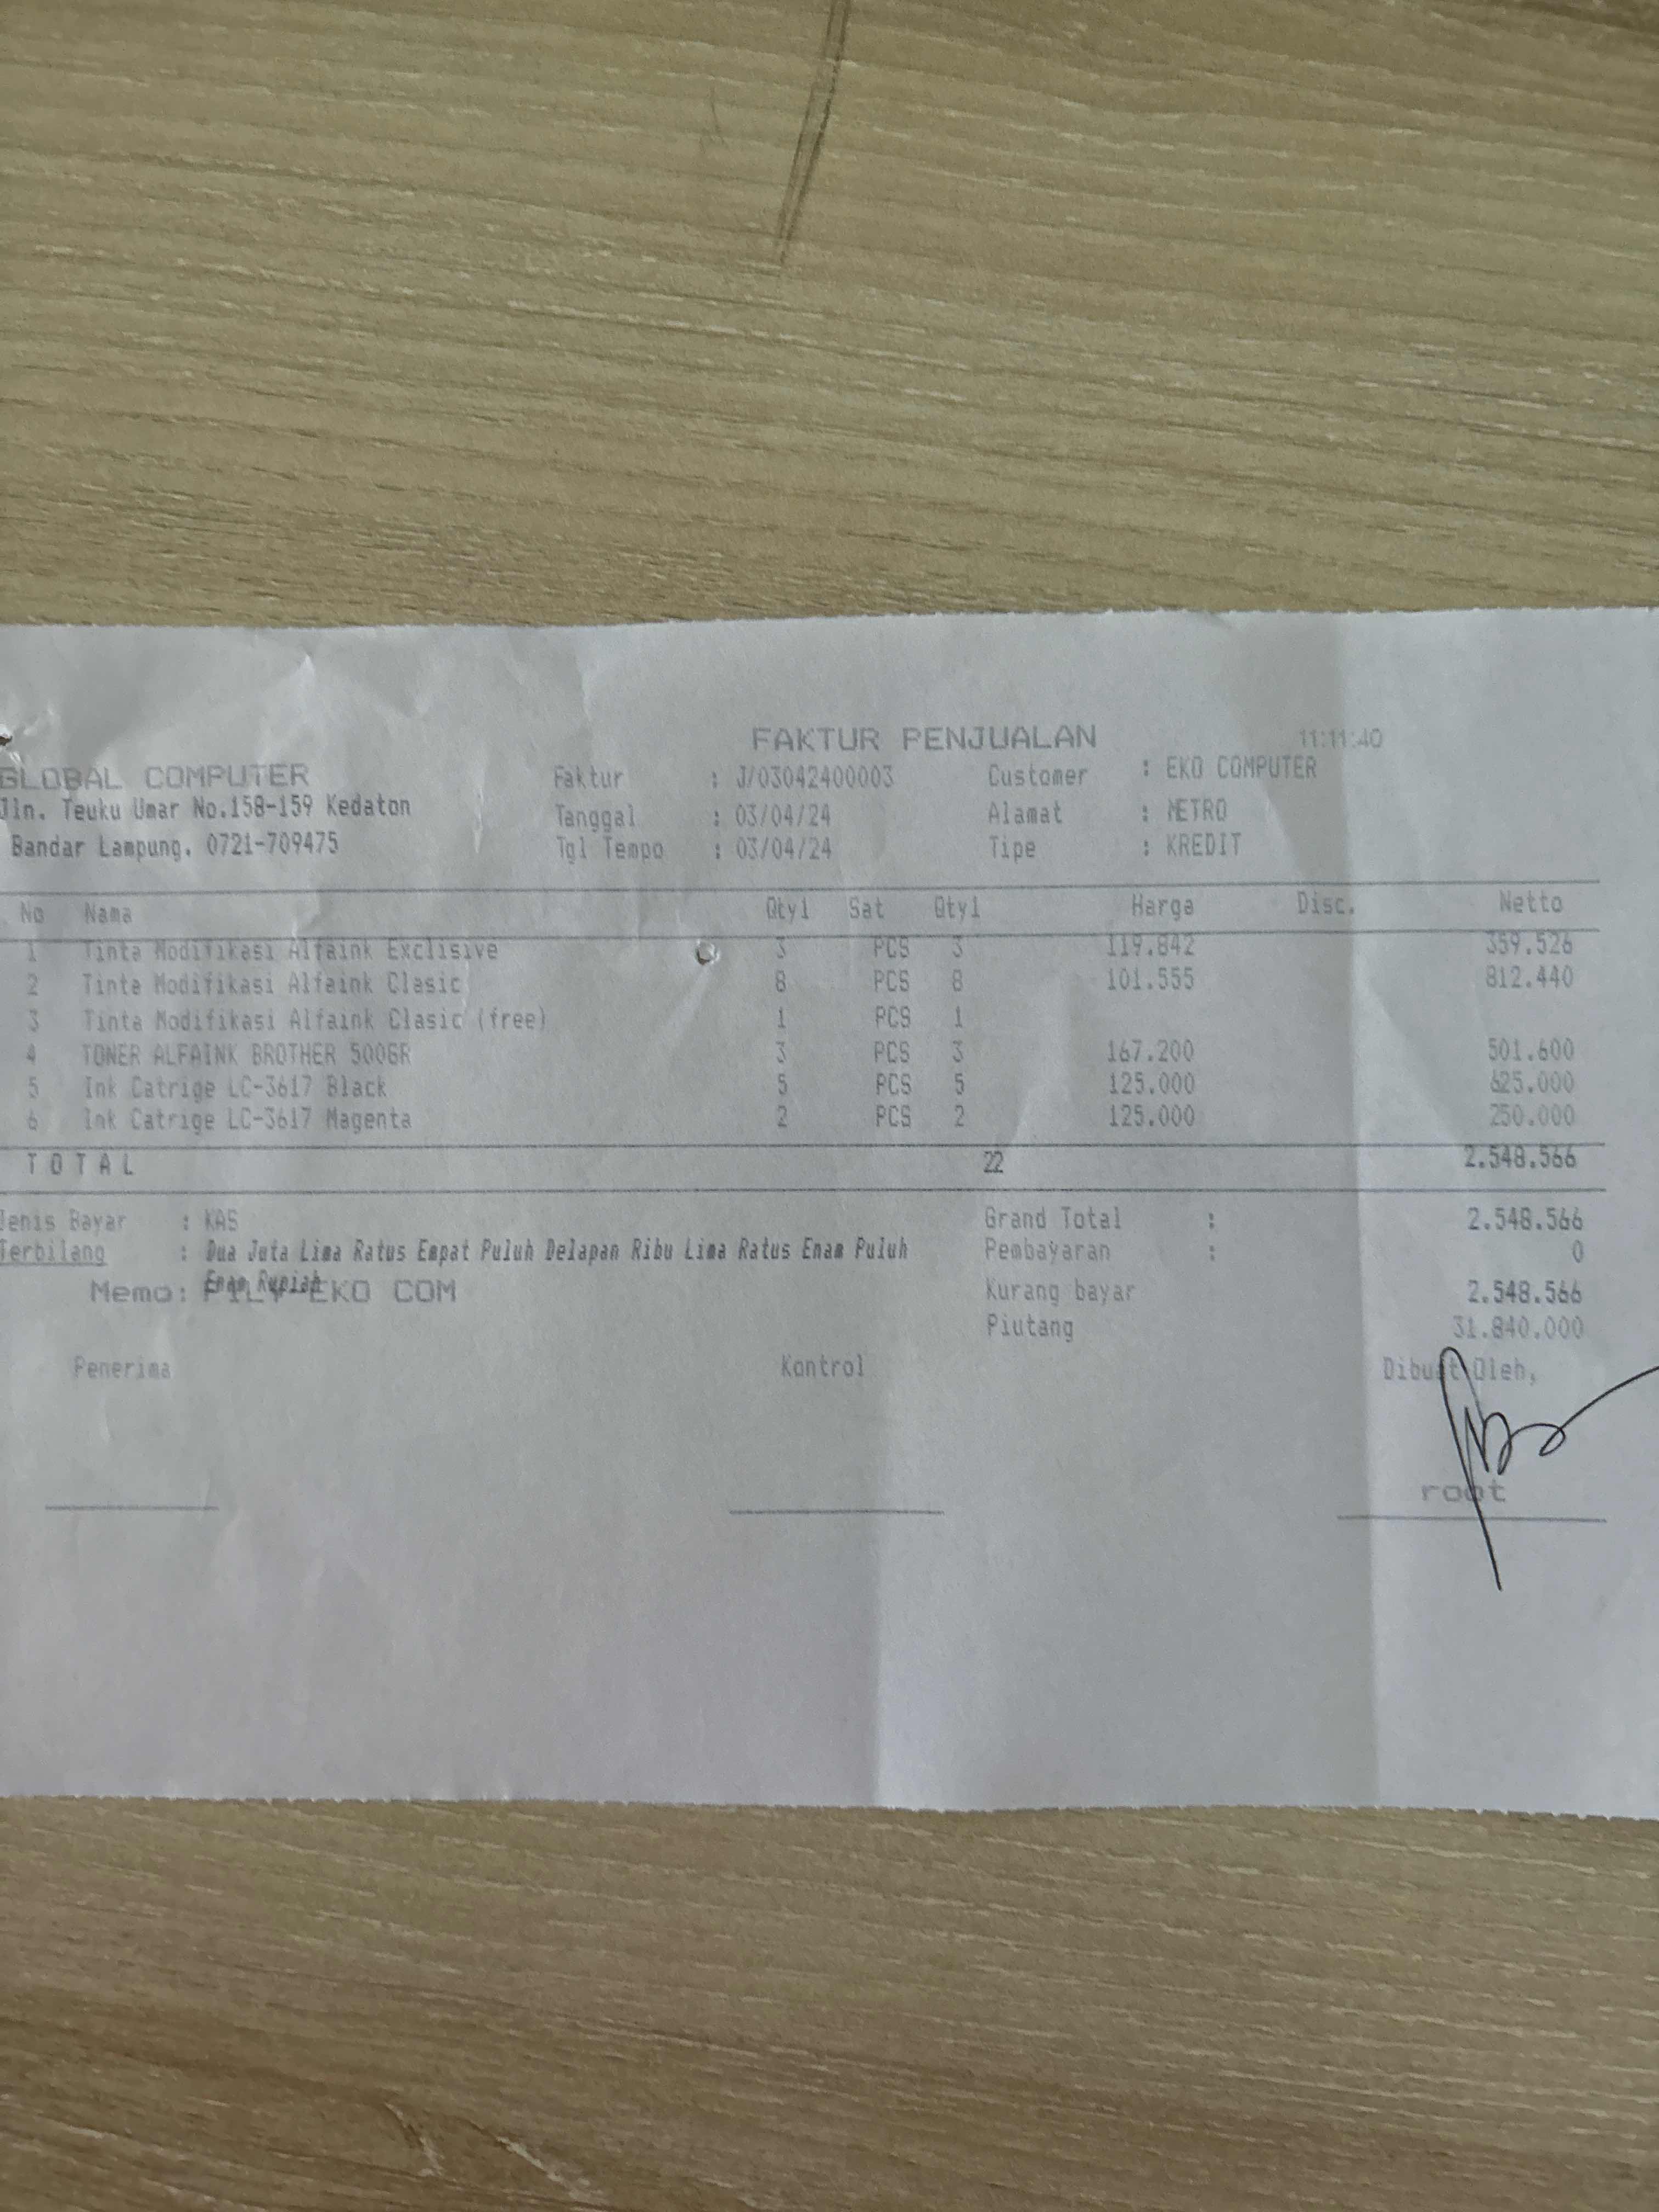 FAKTUR PENJUALAN 11:11:40
GLOBAL COMPUTER Faktur : J/03042400003 Customer : EKO COMPUTER
Jln. Teuku Umar No.158-159 Kedaton Tanggal : 03/04/24 Alamat : METRO
Bandar Lampung. 0721-709475 Tgl Tempo : 03/04/24 Tipe : KREDIT
No Nama Qty1 Sat Qty1 Harga Disc. Netto
1 Tinta Modifikasi Alfaink Exclisive 3 PCS 3 119.842 359.526
2 Tinta Modifikasi Alfaink Clasic 8 PCS 8 101.555 812.440
3 Tinta Modifikasi Alfaink Clasic (free) 1 PCS 1
4 TONER ALFAINK BROTHER 500GR 3 PCS 3 167.200 501.600
5 Ink Catrige LC-3617 Black 5 PCS 5 125.000 625.000
6 Ink Catrige LC-3617 Magenta 2 PCS 2 125.000 250.000
T O T A L 22 2.548.566
Jenis Bayar : KAS Grand Total : 2.548.566
Terbilang : Dua Juta Lima Ratus Empat Puluh Delapan Ribu Lima Ratus Enam Puluh Pembayaran : 0
Enam Rupiah
Memo: EKO COM Kurang bayar 2.548.566
Piutang 31.840.000
Penerima Kontrol Dibuat Oleh,
root